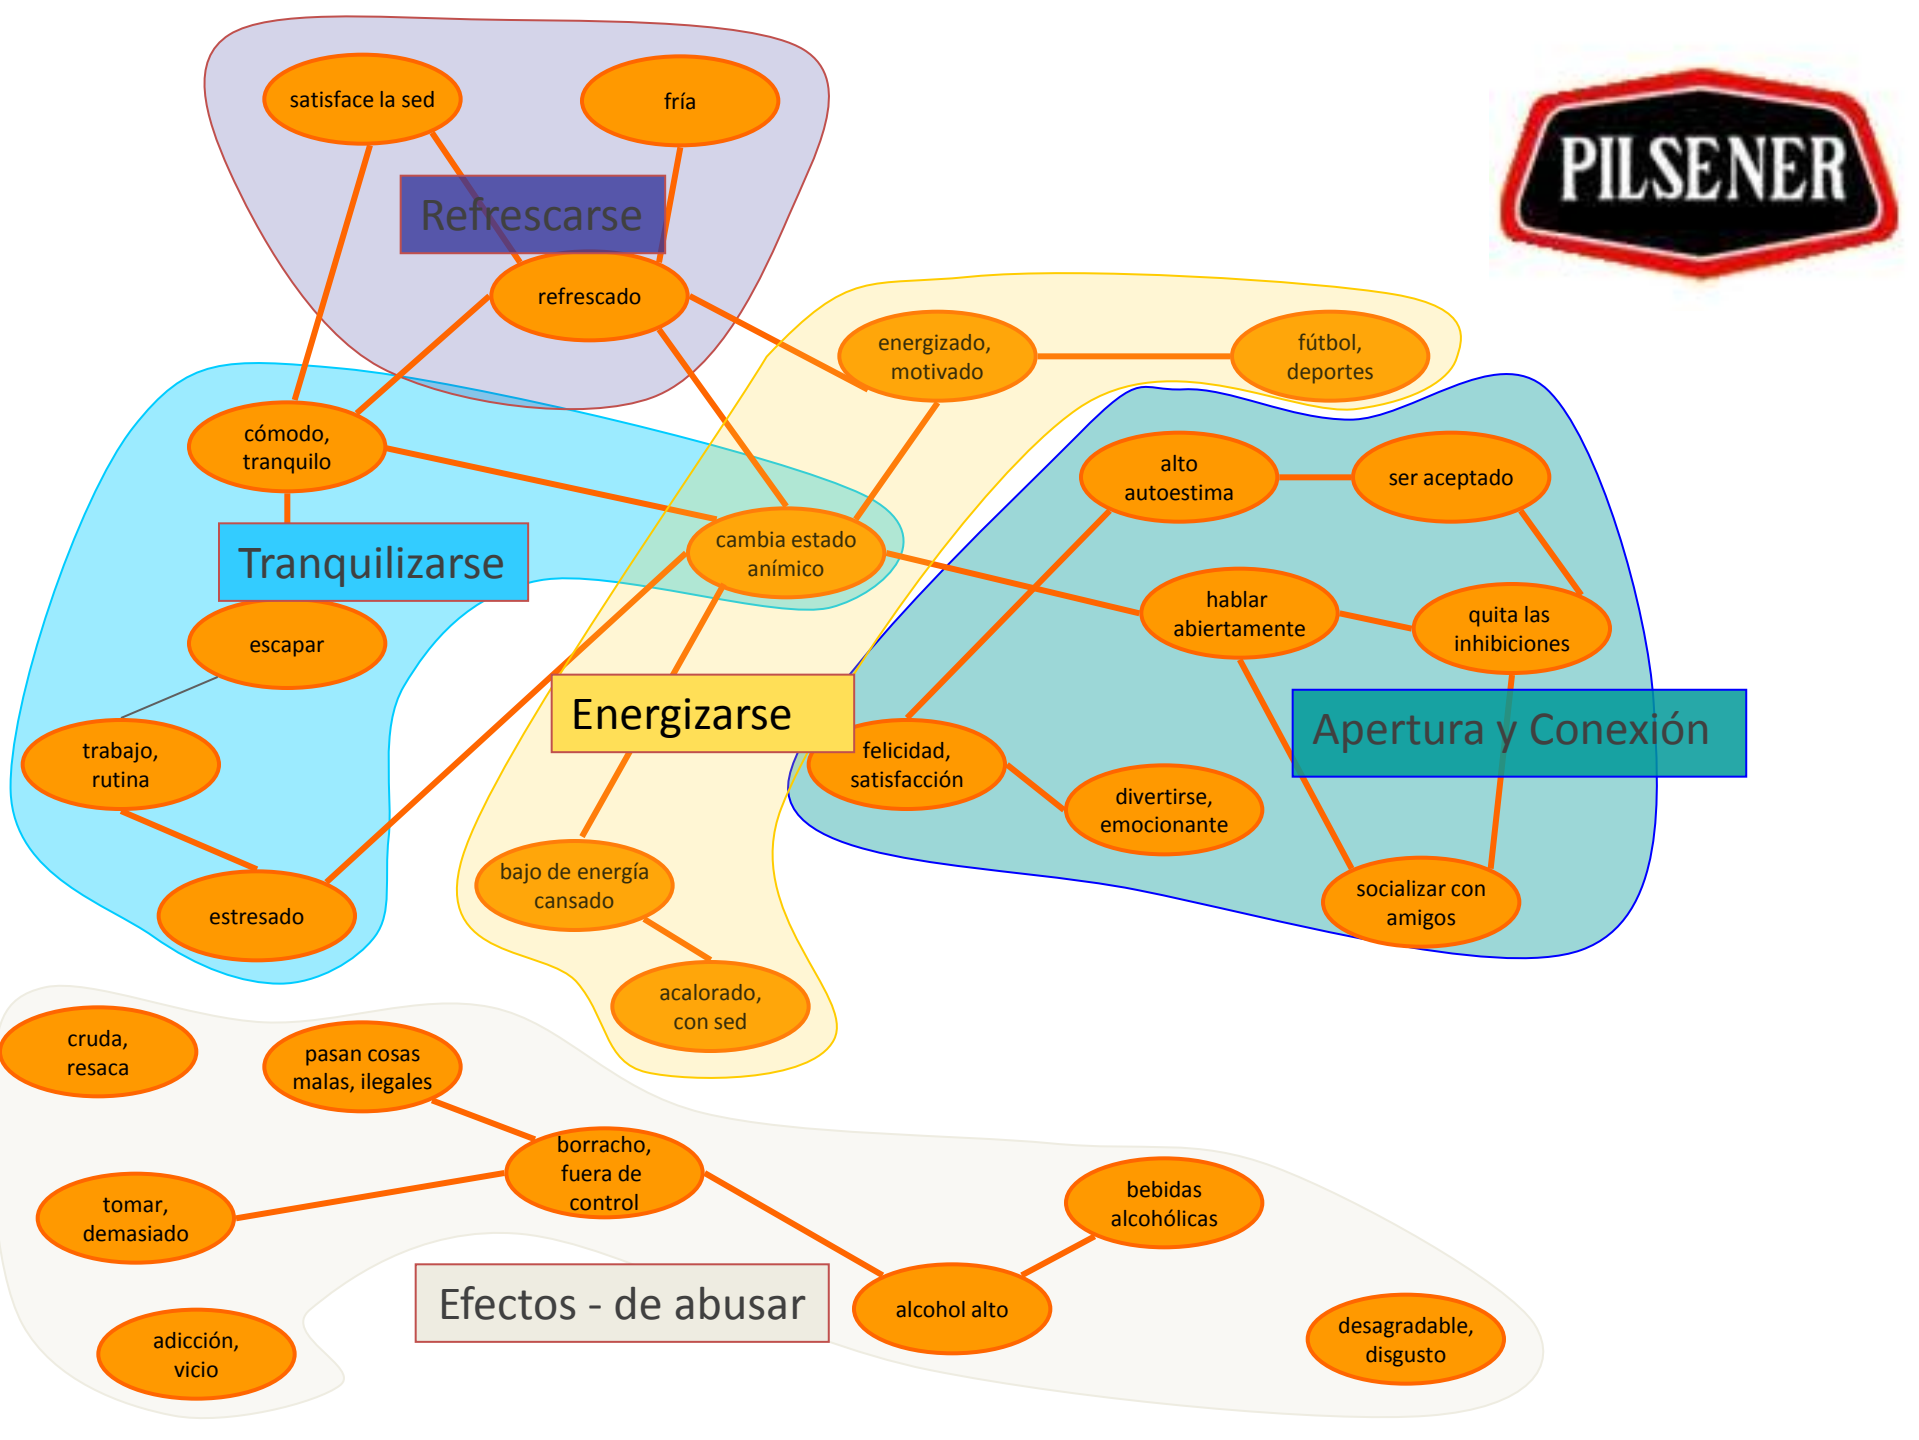 satisface la sed
fría
PILSENER
Refrescarse
refrescado
energizado,
motivado
fútbol,
deportes
cómodo,
tranquilo
alto
autoestima
ser aceptado
Tranquilizarse
cambia estado
anímico
escapar
hablar
abiertamente
quita las
inhibiciones
Energizarse
Apertura y Conexión
trabajo,
rutina
felicidad,
satisfacción
divertirse,
emocionante
estresado
bajo de energía
cansado
socializar con
amigos
acalorado,
con sed
cruda,
resaca
pasan cosas
malas, ilegales
borracho,
fuera de
control
tomar,
demasiado
bebidas
alcohólicas
Efectos - de abusar
alcohol alto
adicción,
vicio
desagradable,
disgusto